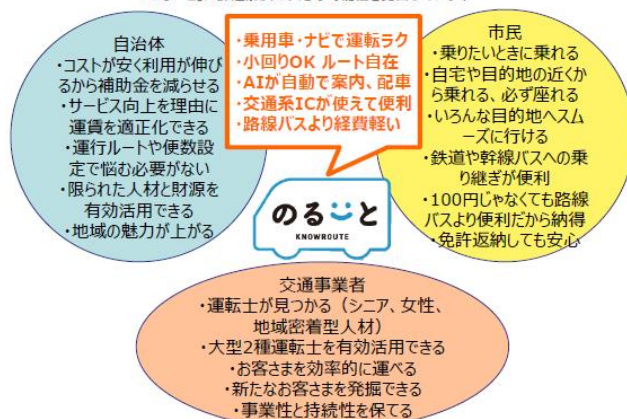 自治体
・コストが安く利用が伸び
るから補助金を減らせる
・サービス向上を理由に
運賃を適正化できる
・運行ルートや便数設
定で悩む必要がない
・限られた人材と財源を
有効活用できる
・地域の魅力が上がる
・乗用車・ナビで運転ラク
・小回りOK ルート自在
・AIが自動で案内、配車
・交通系ICが使えて便利
・路線バスより経費軽い
のるーと
KNOWROUTE
市民
・乗りたいときに乗れる
・自宅や目的地の近くか
ら乗れる、必ず座れる
・いろんな目的地へスム
ーズに行ける
・鉄道や幹線バスへの乗
り継ぎが便利
・100円じゃなくても路線
バスより便利だから納得
・免許返納しても安心
交通事業者
・運転士が見つかる（シニア、女性、
地域密着型人材）
・大型2種運転士を有効活用できる
・お客さまを効率的に運べる
・新たなお客さまを発掘できる
・事業性と持続性を保てる